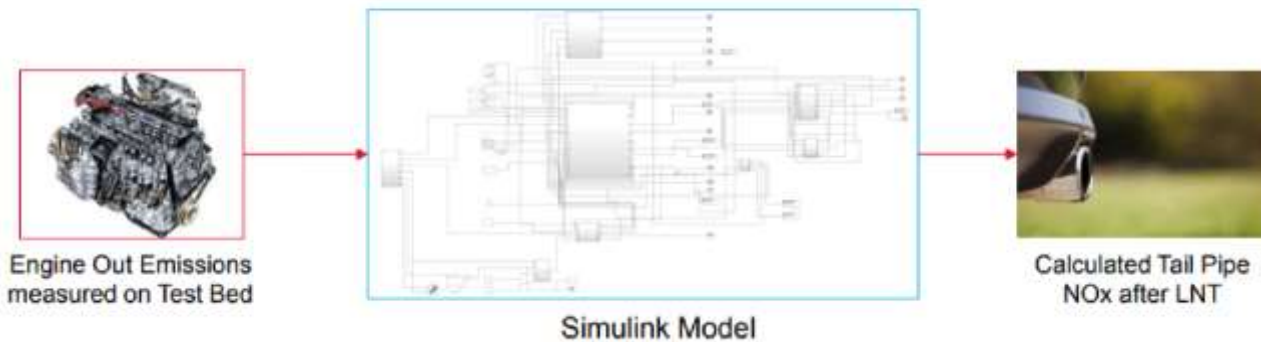 Engine Out Emissions
measured on Test Bed
Simulink Model
Calculated Tail Pipe
NOx after LNT